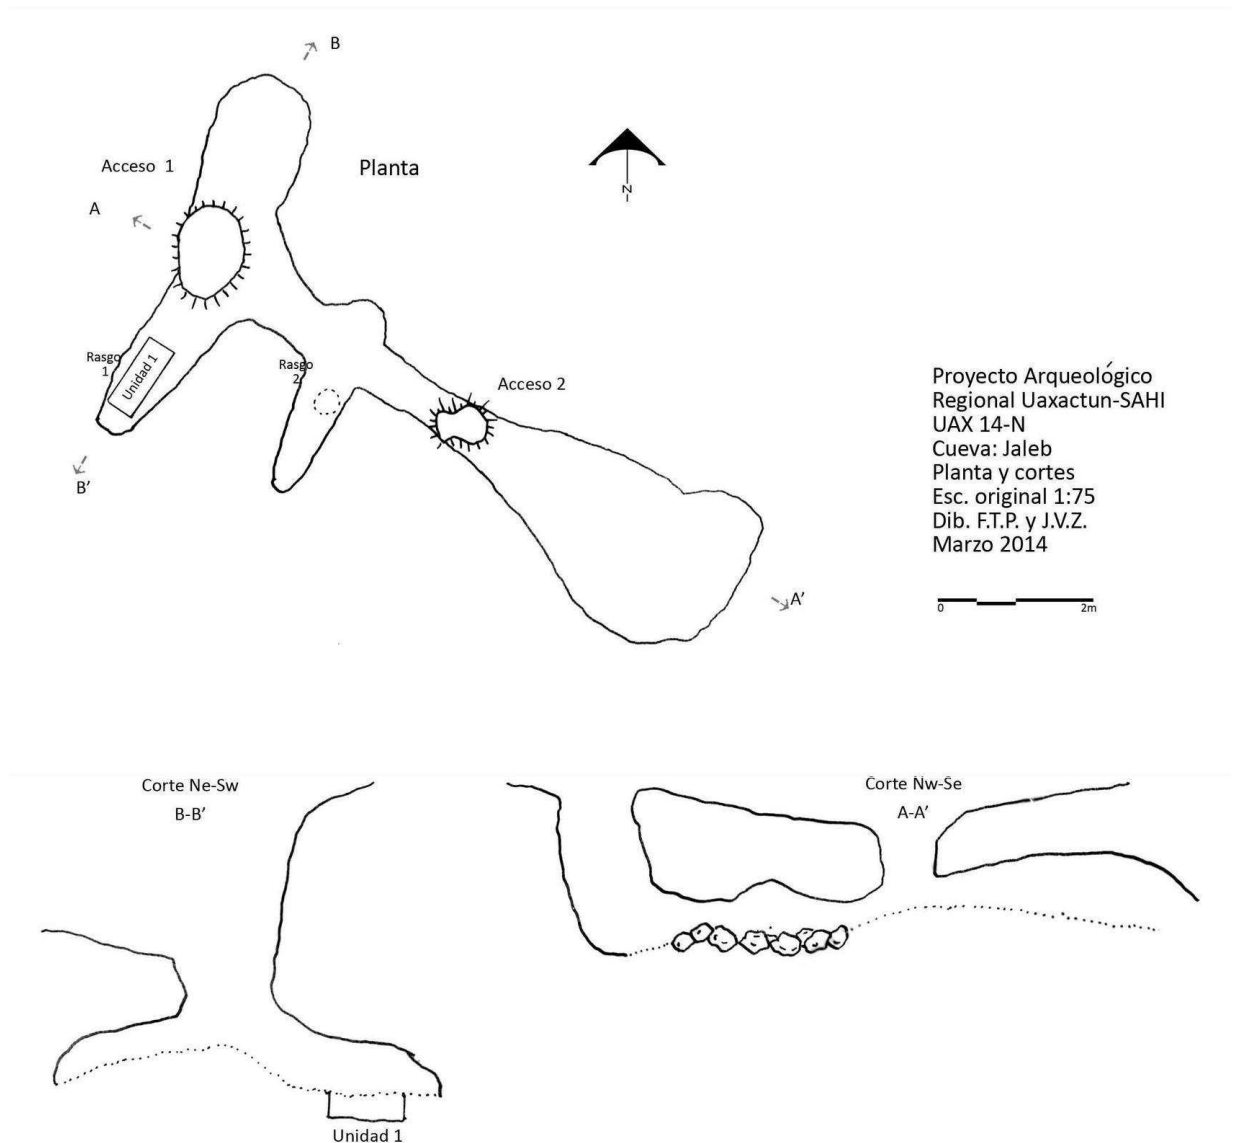 B
Acceso 1
Planta
A
N
Rasgo
1
Unidad 1
Rasgo
2
Acceso 2
B'
A'
Proyecto Arqueológico
Regional Uaxactun-SAHI
UAX 14-N
Cueva: Jaleb
Planta y cortes
Esc. original 1:75
Dib. F.T.P. y J.V.Z.
Marzo 2014
0 2m
Corte Ne-Sw
B-B'
Corte Nw-Se
A-A'
Unidad 1